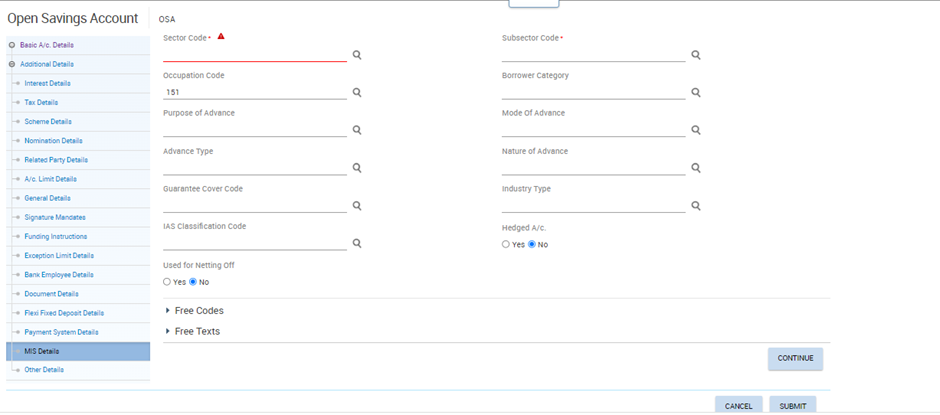 Open Savings Account
OSA
Basic A/c. Details
Additional Details
Interest Details
Tax Details
Scheme Details
Nomination Details
Related Party Details
A/c. Limit Details
General Details
Signature Mandates
Funding Instructions
Exception Limit Details
Bank Employee Details
Document Details
Flexi Fixed Deposit Details
Payment System Details
MIS Details
Other Details
Sector Code *
Subsector Code *
Occupation Code
151
Borrower Category
Purpose of Advance
Mode Of Advance
Advance Type
Nature of Advance
Guarantee Cover Code
Industry Type
IAS Classification Code
Hedged A/c.
Yes No
Used for Netting Off
Yes No
Free Codes
Free Texts
CONTINUE
CANCEL SUBMIT